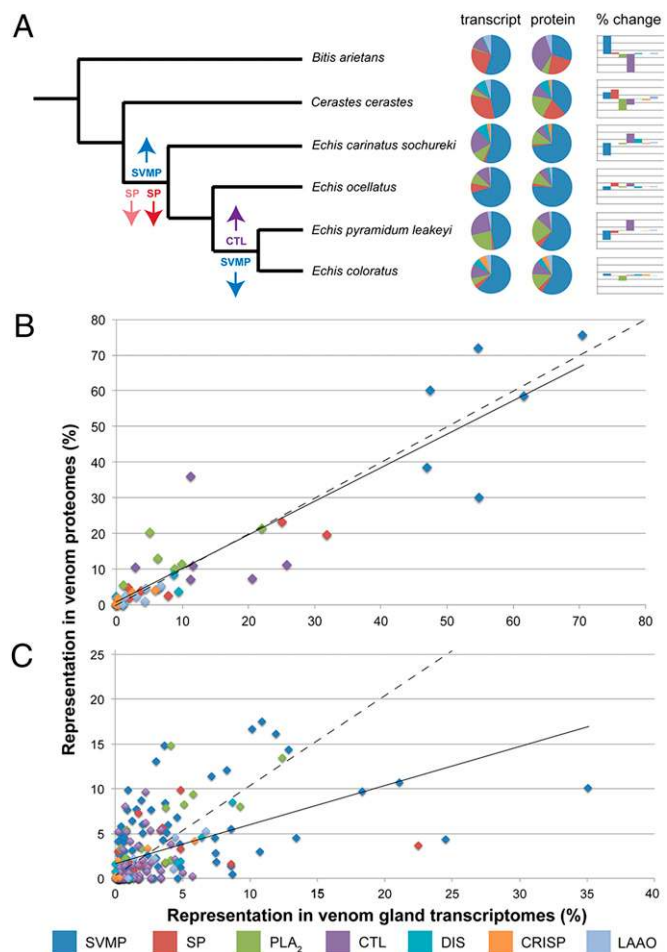 A
transcript protein % change
Bitis arietans
Cerastes cerastes
Echis carinatus sochureki
SVMP
SP SP
Echis ocellatus
CTL
Echis pyramidum leakeyi
SVMP
Echis coloratus
B
80
70
60
50
40
30
20
10
0
0 10 20 30 40 50 60 70 80
Representation in venom proteomes (%)
C
25
20
15
10
5
0
0 5 10 15 20 25 30 35 40
Representation in venom gland transcriptomes (%)
SVMP SP PLA₂ CTL DIS CRISP LAAO